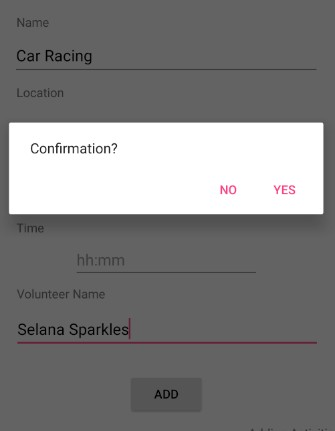 Name
Car Racing
Location
Confirmation?
NO YES
Time
hh:mm
Volunteer Name
Selana Sparkles
ADD